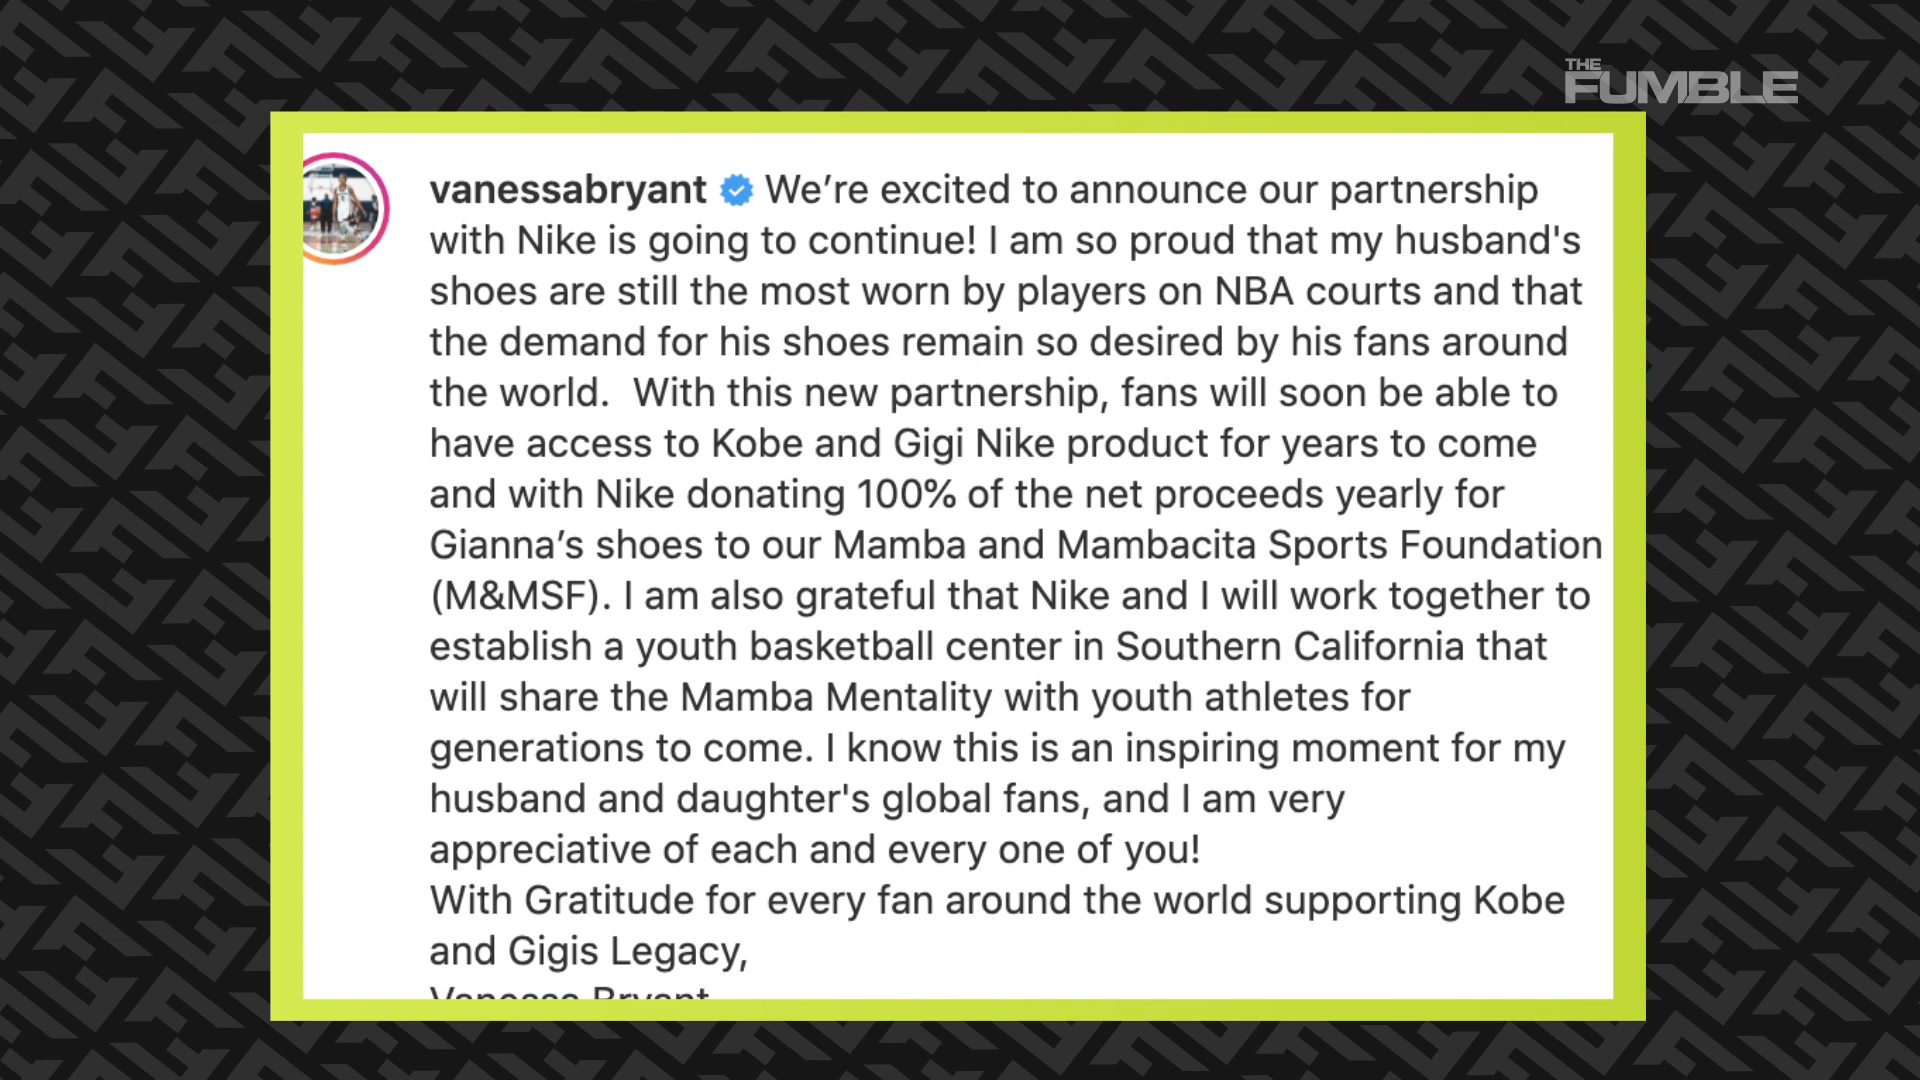 THE
FUMBLE
vanessabryant We’re excited to announce our partnership
with Nike is going to continue! I am so proud that my husband's
shoes are still the most worn by players on NBA courts and that
the demand for his shoes remain so desired by his fans around
the world.  With this new partnership, fans will soon be able to
have access to Kobe and Gigi Nike product for years to come
and with Nike donating 100% of the net proceeds yearly for
Gianna’s shoes to our Mamba and Mambacita Sports Foundation
(M&MSF). I am also grateful that Nike and I will work together to
establish a youth basketball center in Southern California that
will share the Mamba Mentality with youth athletes for
generations to come. I know this is an inspiring moment for my
husband and daughter's global fans, and I am very
appreciative of each and every one of you!
With Gratitude for every fan around the world supporting Kobe
and Gigis Legacy,
Vanessa Bryant